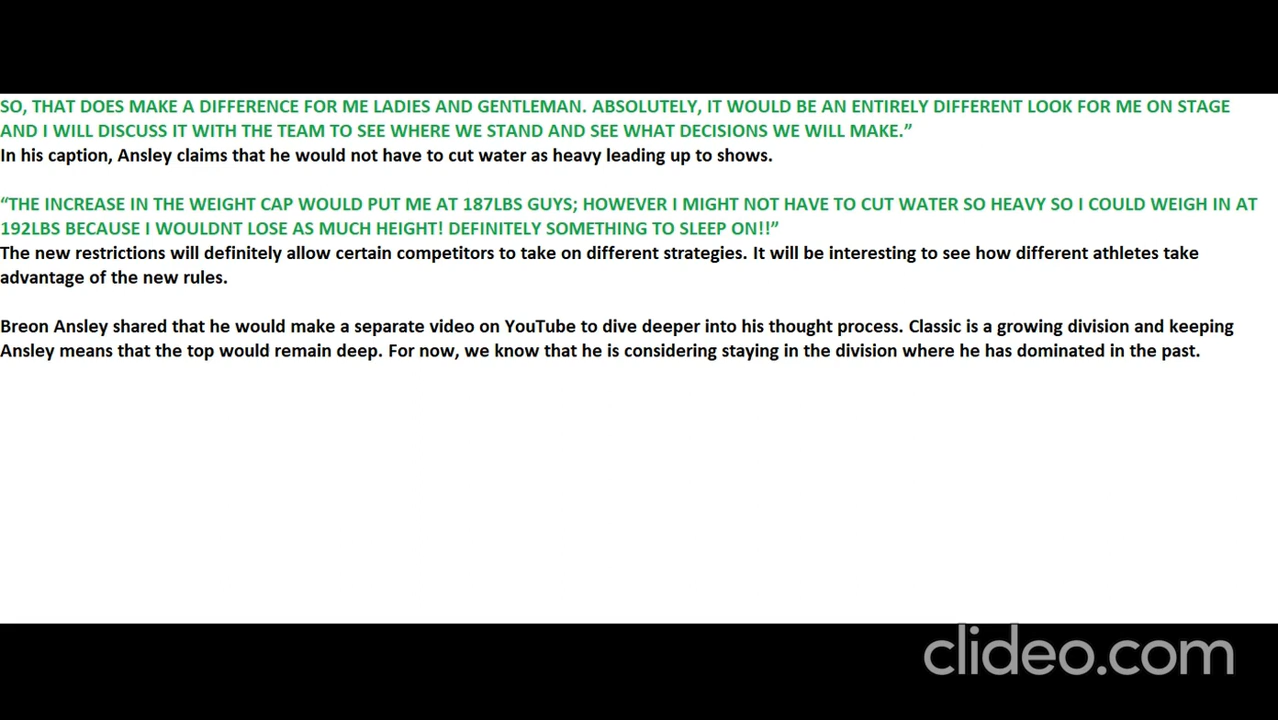 SO, THAT DOES MAKE A DIFFERENCE FOR ME LADIES AND GENTLEMAN. ABSOLUTELY, IT WOULD BE AN ENTIRELY DIFFERENT LOOK FOR ME ON STAGE
AND I WILL DISCUSS IT WITH THE TEAM TO SEE WHERE WE STAND AND SEE WHAT DECISIONS WE WILL MAKE.”
In his caption, Ansley claims that he would not have to cut water as heavy leading up to shows.
“THE INCREASE IN THE WEIGHT CAP WOULD PUT ME AT 187LBS GUYS; HOWEVER I MIGHT NOT HAVE TO CUT WATER SO HEAVY SO I COULD WEIGH IN AT
192LBS BECAUSE I WOULDNT LOSE AS MUCH HEIGHT! DEFINITELY SOMETHING TO SLEEP ON!!”
The new restrictions will definitely allow certain competitors to take on different strategies. It will be interesting to see how different athletes take
advantage of the new rules.
Breon Ansley shared that he would make a separate video on YouTube to dive deeper into his thought process. Classic is a growing division and keeping
Ansley means that the top would remain deep. For now, we know that he is considering staying in the division where he has dominated in the past.
clideo.com